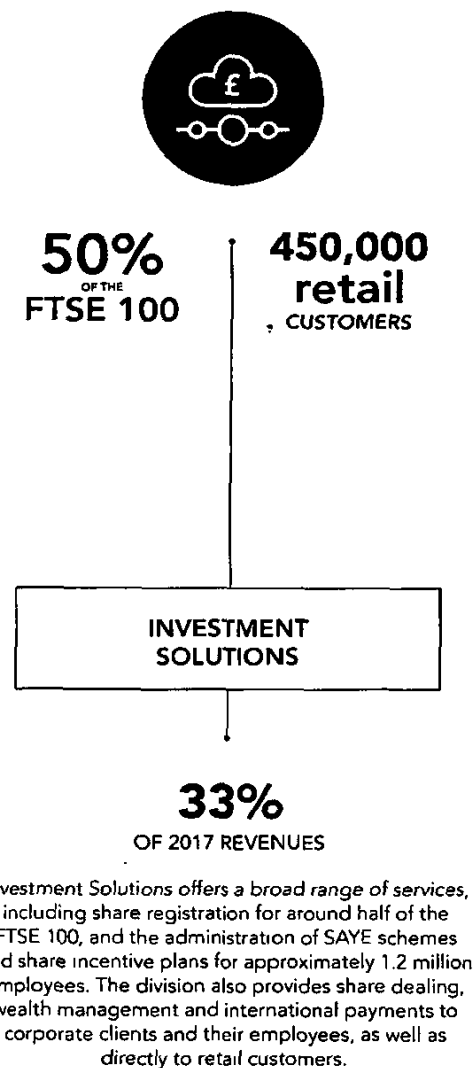 £
50%
OF THE
FTSE 100
450,000
retail
CUSTOMERS
INVESTMENT
SOLUTIONS
33%
OF 2017 REVENUES
vestment Solutions offers a broad range of services,
including share registration for around half of the
FTSE 100, and the administration of SAYE schemes
d share incentive plans for approximately 1.2 million
mployees. The division also provides share dealing,
wealth management and international payments to
corporate clients and their employees, as well as
directly to retail customers.